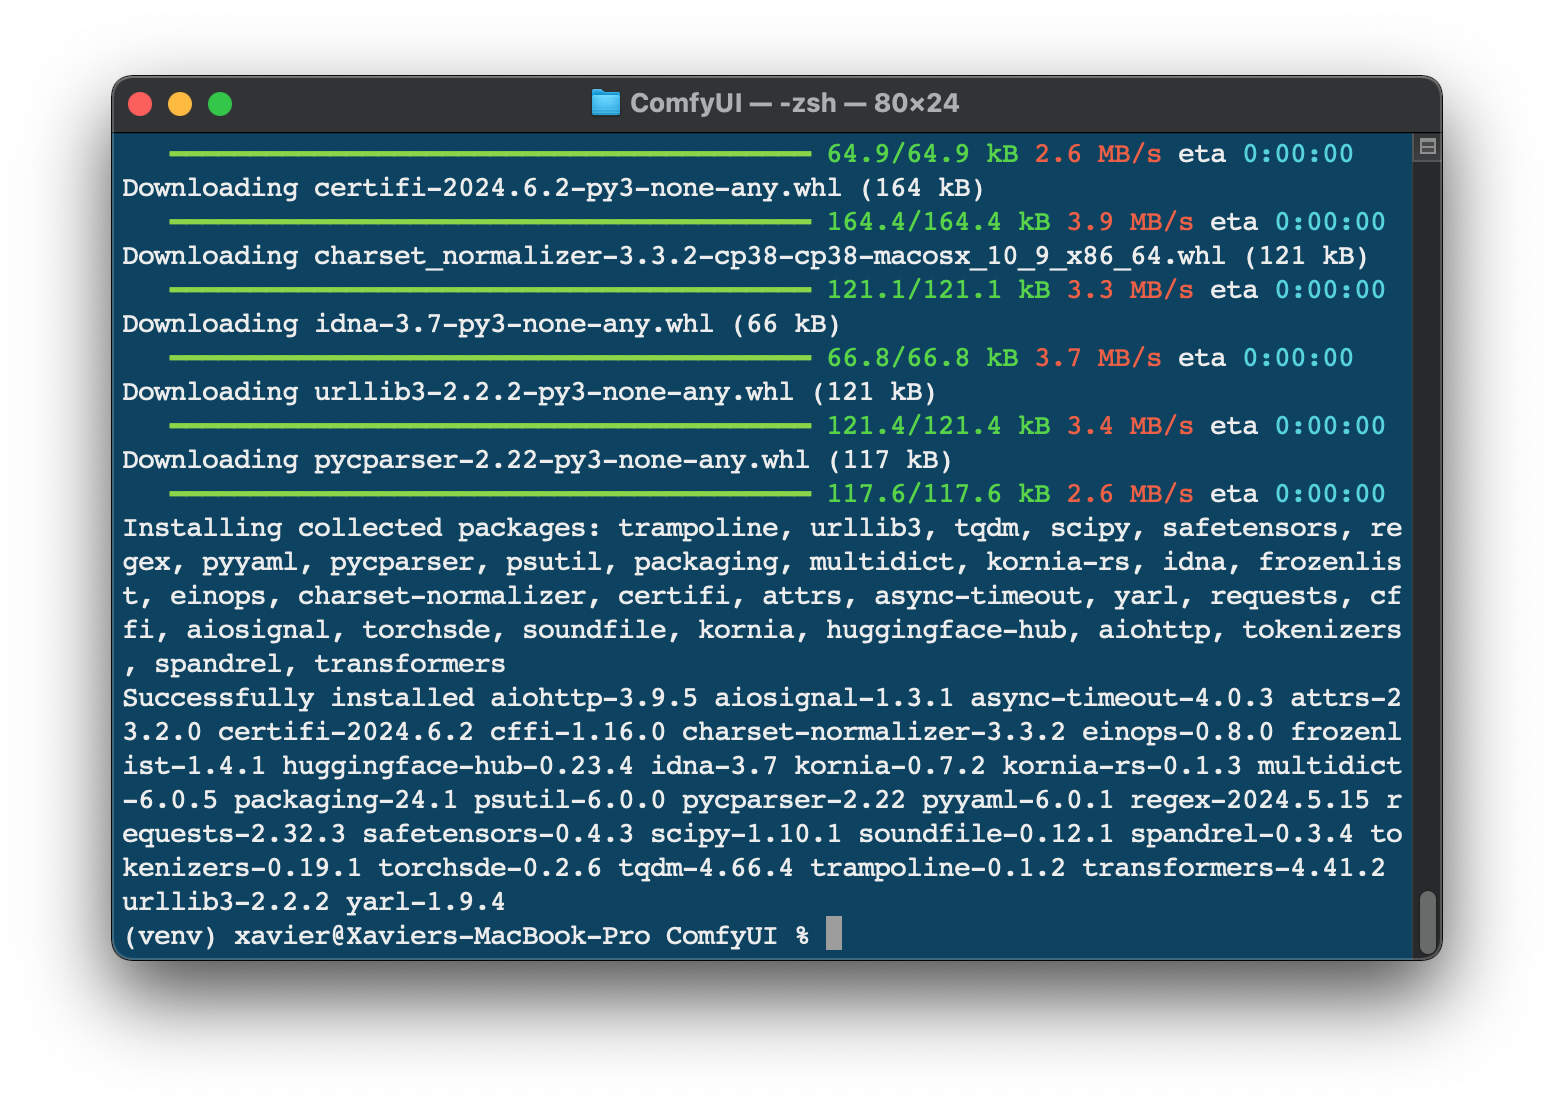 ComfyUI — -zsh — 80×24
64.9/64.9 kB 2.6 MB/s eta 0:00:00
Downloading certifi-2024.6.2-py3-none-any.whl (164 kB)
164.4/164.4 kB 3.9 MB/s eta 0:00:00
Downloading charset_normalizer-3.3.2-cp38-cp38-macosx_10_9_x86_64.whl (121 kB)
121.1/121.1 kB 3.3 MB/s eta 0:00:00
Downloading idna-3.7-py3-none-any.whl (66 kB)
66.8/66.8 kB 3.7 MB/s eta 0:00:00
Downloading urllib3-2.2.2-py3-none-any.whl (121 kB)
121.4/121.4 kB 3.4 MB/s eta 0:00:00
Downloading pycparser-2.22-py3-none-any.whl (117 kB)
117.6/117.6 kB 2.6 MB/s eta 0:00:00
Installing collected packages: trampoline, urllib3, tqdm, scipy, safetensors, re
gex, pyyaml, pycparser, psutil, packaging, multidict, kornia-rs, idna, frozenlis
t, einops, charset-normalizer, certifi, attrs, async-timeout, yarl, requests, cf
fi, aiosignal, torchsde, soundfile, kornia, huggingface-hub, aiohttp, tokenizers
, spandrel, transformers
Successfully installed aiohttp-3.9.5 aiosignal-1.3.1 async-timeout-4.0.3 attrs-2
3.2.0 certifi-2024.6.2 cffi-1.16.0 charset-normalizer-3.3.2 einops-0.8.0 frozenl
ist-1.4.1 huggingface-hub-0.23.4 idna-3.7 kornia-0.7.2 kornia-rs-0.1.3 multidict
-6.0.5 packaging-24.1 psutil-6.0.0 pycparser-2.22 pyyaml-6.0.1 regex-2024.5.15 r
equests-2.32.3 safetensors-0.4.3 scipy-1.10.1 soundfile-0.12.1 spandrel-0.3.4 to
kenizers-0.19.1 torchsde-0.2.6 tqdm-4.66.4 trampoline-0.1.2 transformers-4.41.2
urllib3-2.2.2 yarl-1.9.4
(venv) xavier@Xaviers-MacBook-Pro ComfyUI %